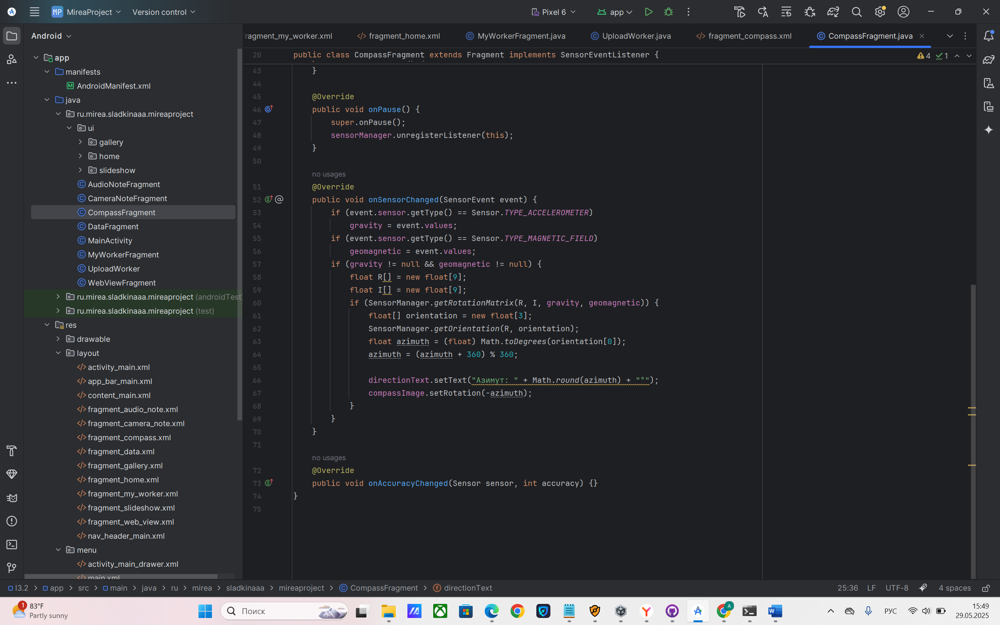 MP MireaProject Version control Pixel 6 app
Android
app
manifests
AndroidManifest.xml
java
ru.mirea.sladkinaaa.mireaproject
ui
gallery
home
slideshow
AudioNoteFragment
CameraNoteFragment
CompassFragment
DataFragment
MainActivity
MyWorkerFragment
UploadWorker
WebViewFragment
ru.mirea.sladkinaaa.mireaproject (androidTest
ru.mirea.sladkinaaa.mireaproject (test)
res
drawable
layout
activity_main.xml
app_bar_main.xml
content_main.xml
fragment_audio_note.xml
fragment_camera_note.xml
fragment_compass.xml
fragment_data.xml
fragment_gallery.xml
fragment_home.xml
fragment_my_worker.xml
fragment_slideshow.xml
fragment_web_view.xml
nav_header_main.xml
menu
activity_main_drawer.xml
main.xml
ragment_my_worker.xml fragment_home.xml MyWorkerFragment.java UploadWorker.java fragment_compass.xml CompassFragment.java
20 public class CompassFragment extends Fragment implements SensorEventListener {
4 1
43 }
44
45 @Override
46 public void onPause() {
47 super.onPause();
48 sensorManager.unregisterListener(this);
49 }
50
no usages
51 @Override
52 public void onSensorChanged(SensorEvent event) {
53 if (event.sensor.getType() == Sensor.TYPE_ACCELEROMETER)
54 gravity = event.values;
55 if (event.sensor.getType() == Sensor.TYPE_MAGNETIC_FIELD)
56 geomagnetic = event.values;
57 if (gravity != null && geomagnetic != null) {
58 float R[] = new float[9];
59 float I[] = new float[9];
60 if (SensorManager.getRotationMatrix(R, I, gravity, geomagnetic)) {
61 float[] orientation = new float[3];
62 SensorManager.getOrientation(R, orientation);
63 float azimuth = (float) Math.toDegrees(orientation[0]);
64 azimuth = (azimuth + 360) % 360;
65
66 directionText.setText("Азимут: " + Math.round(azimuth) + "°");
67 compassImage.setRotation(-azimuth);
68 }
69 }
70 }
71
no usages
72 @Override
73 public void onAccuracyChanged(Sensor sensor, int accuracy) {}
74 }
75
I3.2 > app > src > main > java > ru > mirea > sladkinaaa > mireaproject > CompassFragment > directionText
25:36 LF UTF-8 4 spaces
1
83°F
Partly sunny
Поиск
A
РУС
15:49
29.05.2025